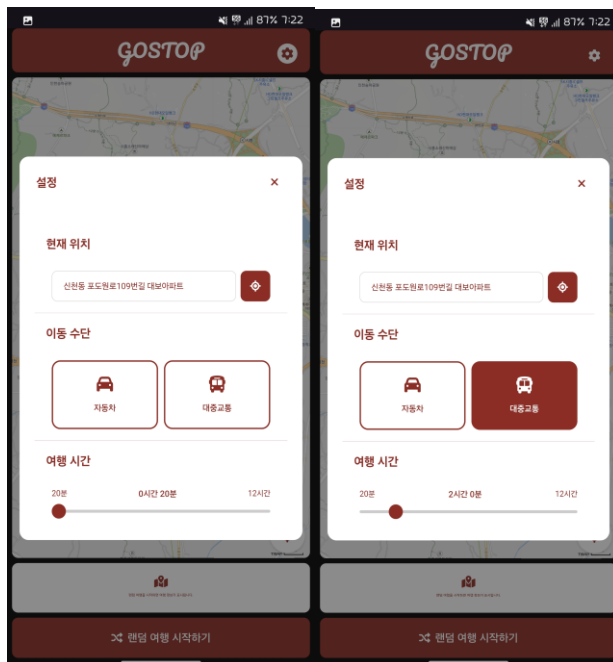 87% 7:22
GOSTOP
설정
×
현재 위치
신천동 포도원로109번길 대보아파트
이동 수단
자동차
대중교통
여행 시간
20분
0시간 20분
12시간
랜덤 여행 시작하기
87% 7:22
GOSTOP
설정
×
현재 위치
신천동 포도원로109번길 대보아파트
이동 수단
자동차
대중교통
여행 시간
20분
2시간 0분
12시간
랜덤 여행 시작하기